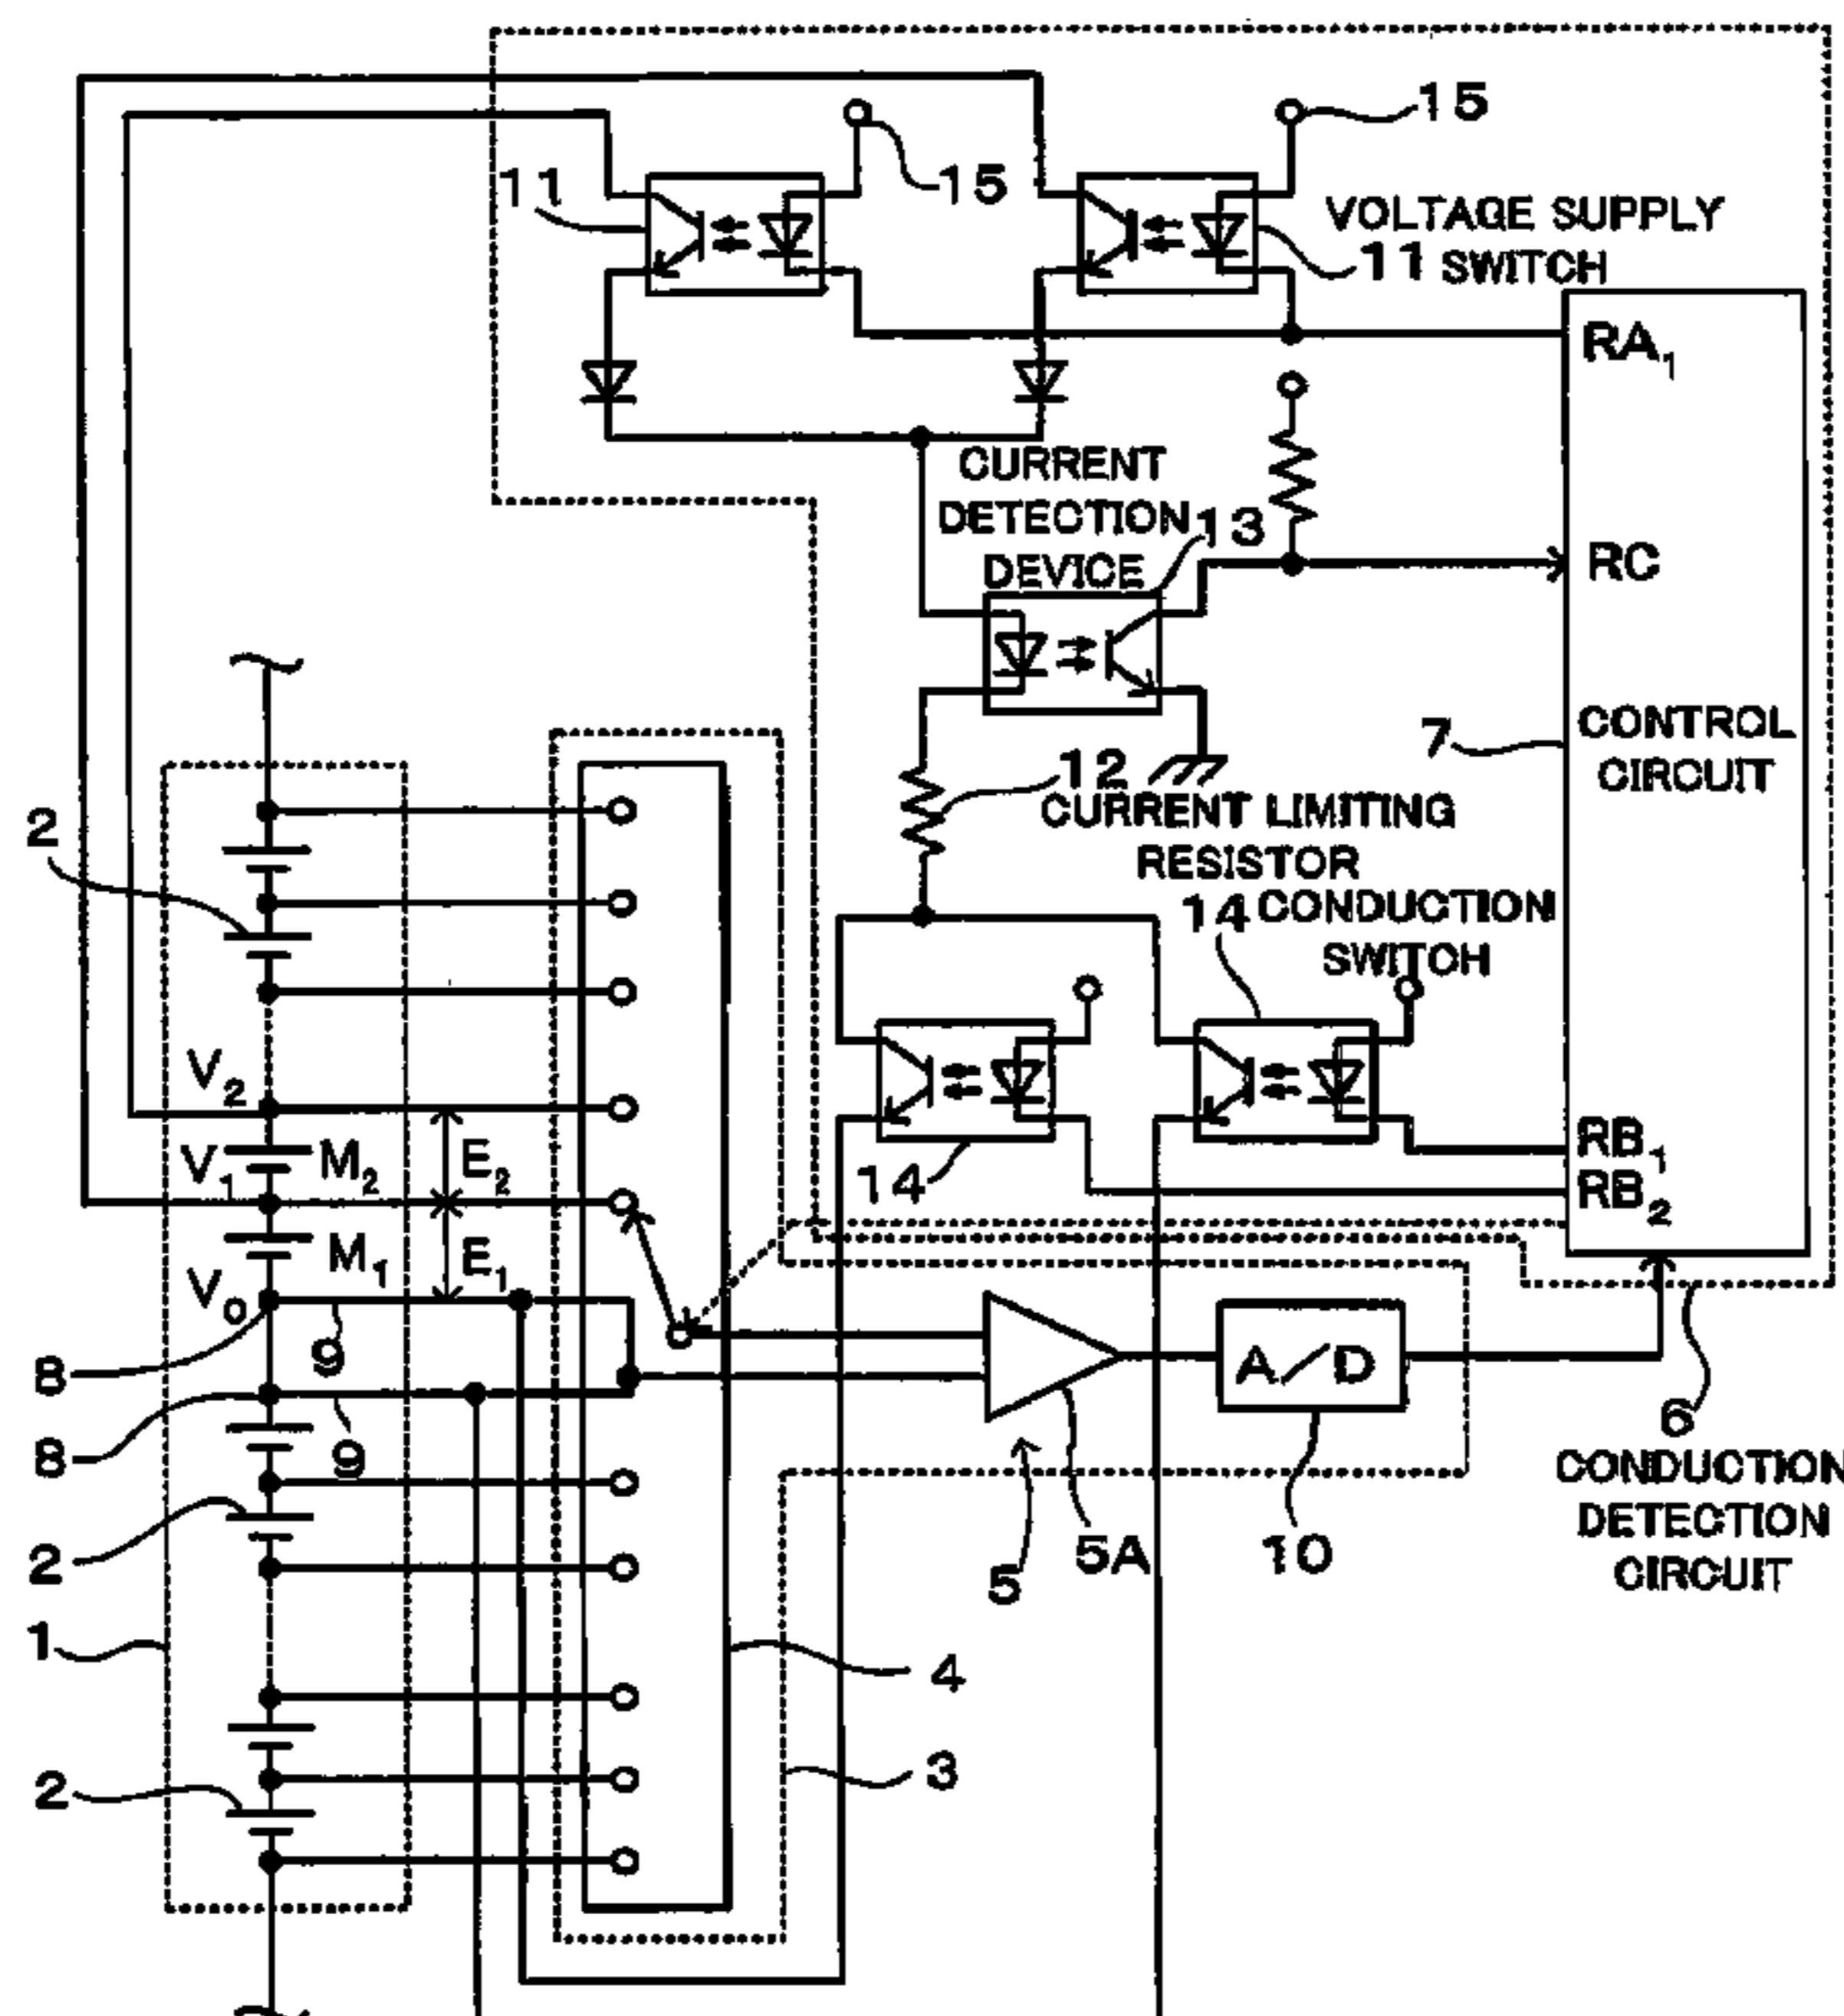 15
11
15
VOLTAGE SUPPLY
11 SWITCH
RA1
CURRENT
DETECTION 13
DEVICE
RC
7
CONTROL
CIRCUIT
12
CURRENT LIMITING
RESISTOR
2
14 CONDUCTION
SWITCH
V2
V1
M2
E2
14
RB1
RB2
M1
E1
V0
8
9
A/D
8
9
6
CONDUCTION
DETECTION
CIRCUIT
2
5
5A
10
1
4
3
2